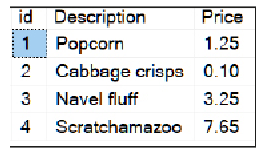 id Description Price
1 Popcorn 1.25
2 Cabbage crisps 0.10
3 Navel fluff 3.25
4 Scratchamazoo 7.65